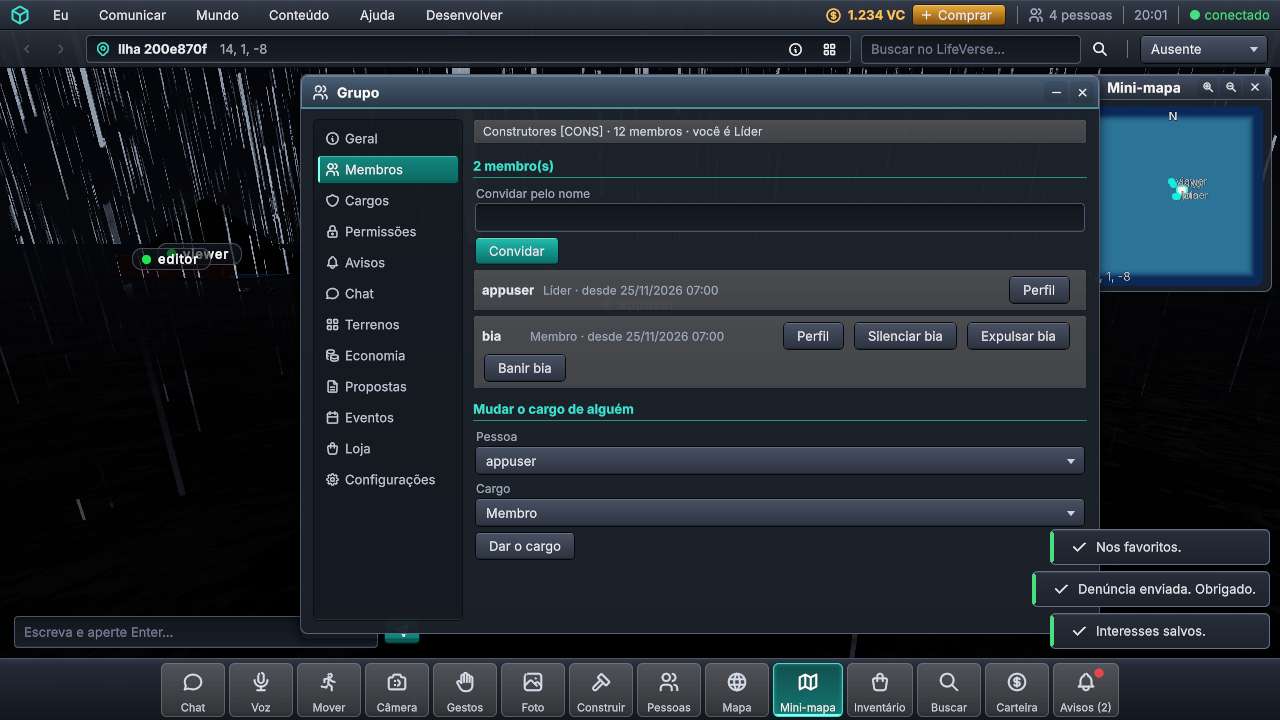 Eu Comunicar Mundo Conteúdo Ajuda Desenvolver 1.234 VC + Comprar 4 pessoas 20:01 conectado
Ilha 200e870f 14, 1, -8 Buscar no LifeVerse... Ausente
Grupo
Mini-mapa
N
viewer
, 1, -8
viewer
editor
Geral
Membros
Cargos
Permissões
Avisos
Chat
Terrenos
Economia
Propostas
Eventos
Loja
Configurações
Construtores [CONS] · 12 membros · você é Líder
2 membro(s)
Convidar pelo nome
Convidar
appuser Líder · desde 25/11/2026 07:00 Perfil
bia Membro · desde 25/11/2026 07:00 Perfil Silenciar bia Expulsar bia
Banir bia
Mudar o cargo de alguém
Pessoa
appuser
Cargo
Membro
Dar o cargo
Nos favoritos.
Denúncia enviada. Obrigado.
Interesses salvos.
Escreva e aperte Enter...
Chat Voz Mover Câmera Gestos Foto Construir Pessoas Mapa Mini-mapa Inventário Buscar Carteira Avisos (2)